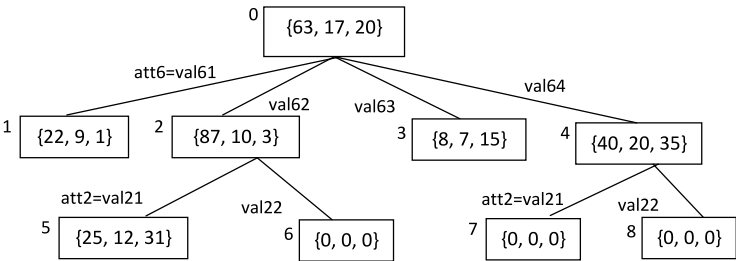 0
{63, 17, 20}
att6=val61
val62
val63
val64
1
{22, 9, 1}
2
{87, 10, 3}
3
{8, 7, 15}
4
{40, 20, 35}
att2=val21
val22
att2=val21
val22
5
{25, 12, 31}
6
{0, 0, 0}
7
{0, 0, 0}
8
{0, 0, 0}